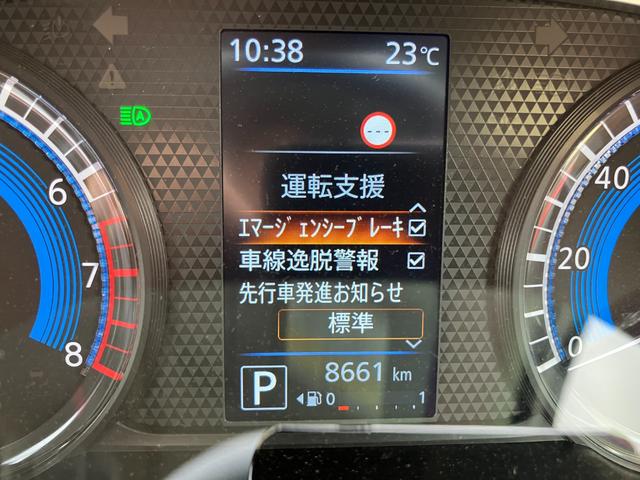 10:38 23℃
---
運転支援
ｴﾏｰｼﾞｪﾝｼｰﾌﾞﾚｰｷ
車線逸脱警報
先行車発進お知らせ
標準
8661 km
P
0 1
A
6
7
8
40
20
0